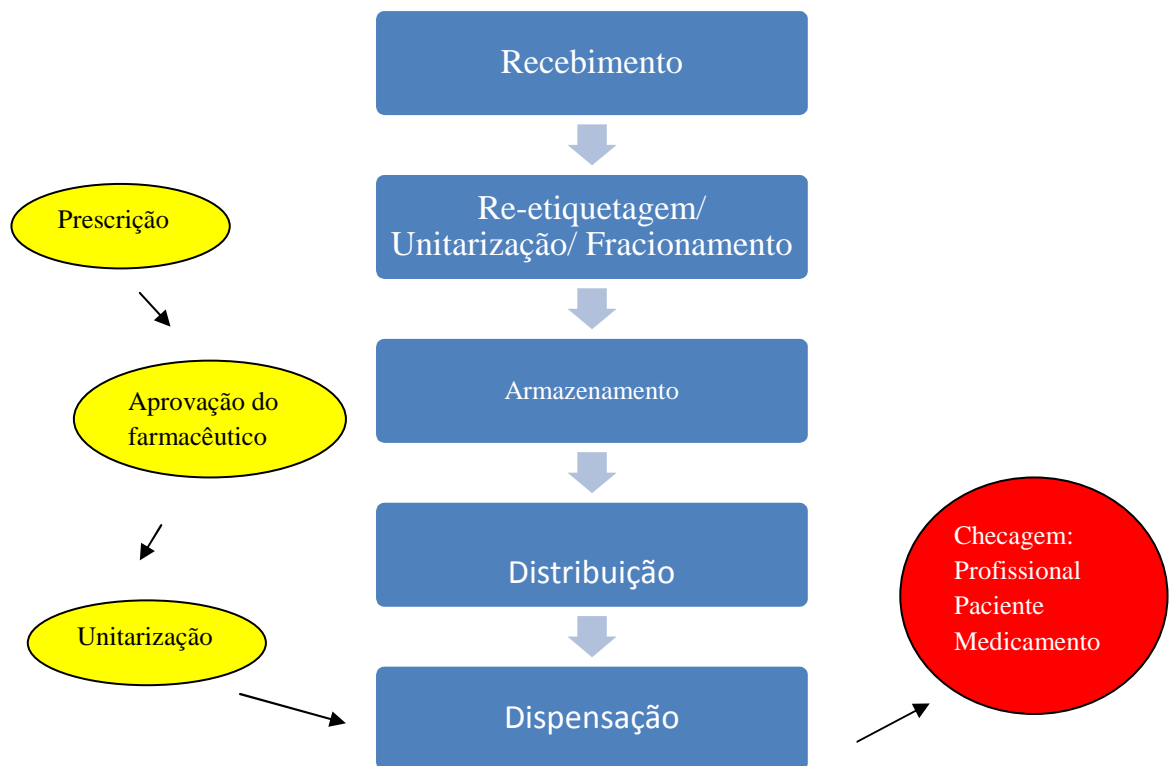 Recebimento
Re-etiquetagem/
Unitarização/ Fracionamento
Prescrição
Armazenamento
Aprovação do
farmacêutico
Distribuição
Checagem:
Profissional
Paciente
Medicamento
Unitarização
Dispensação